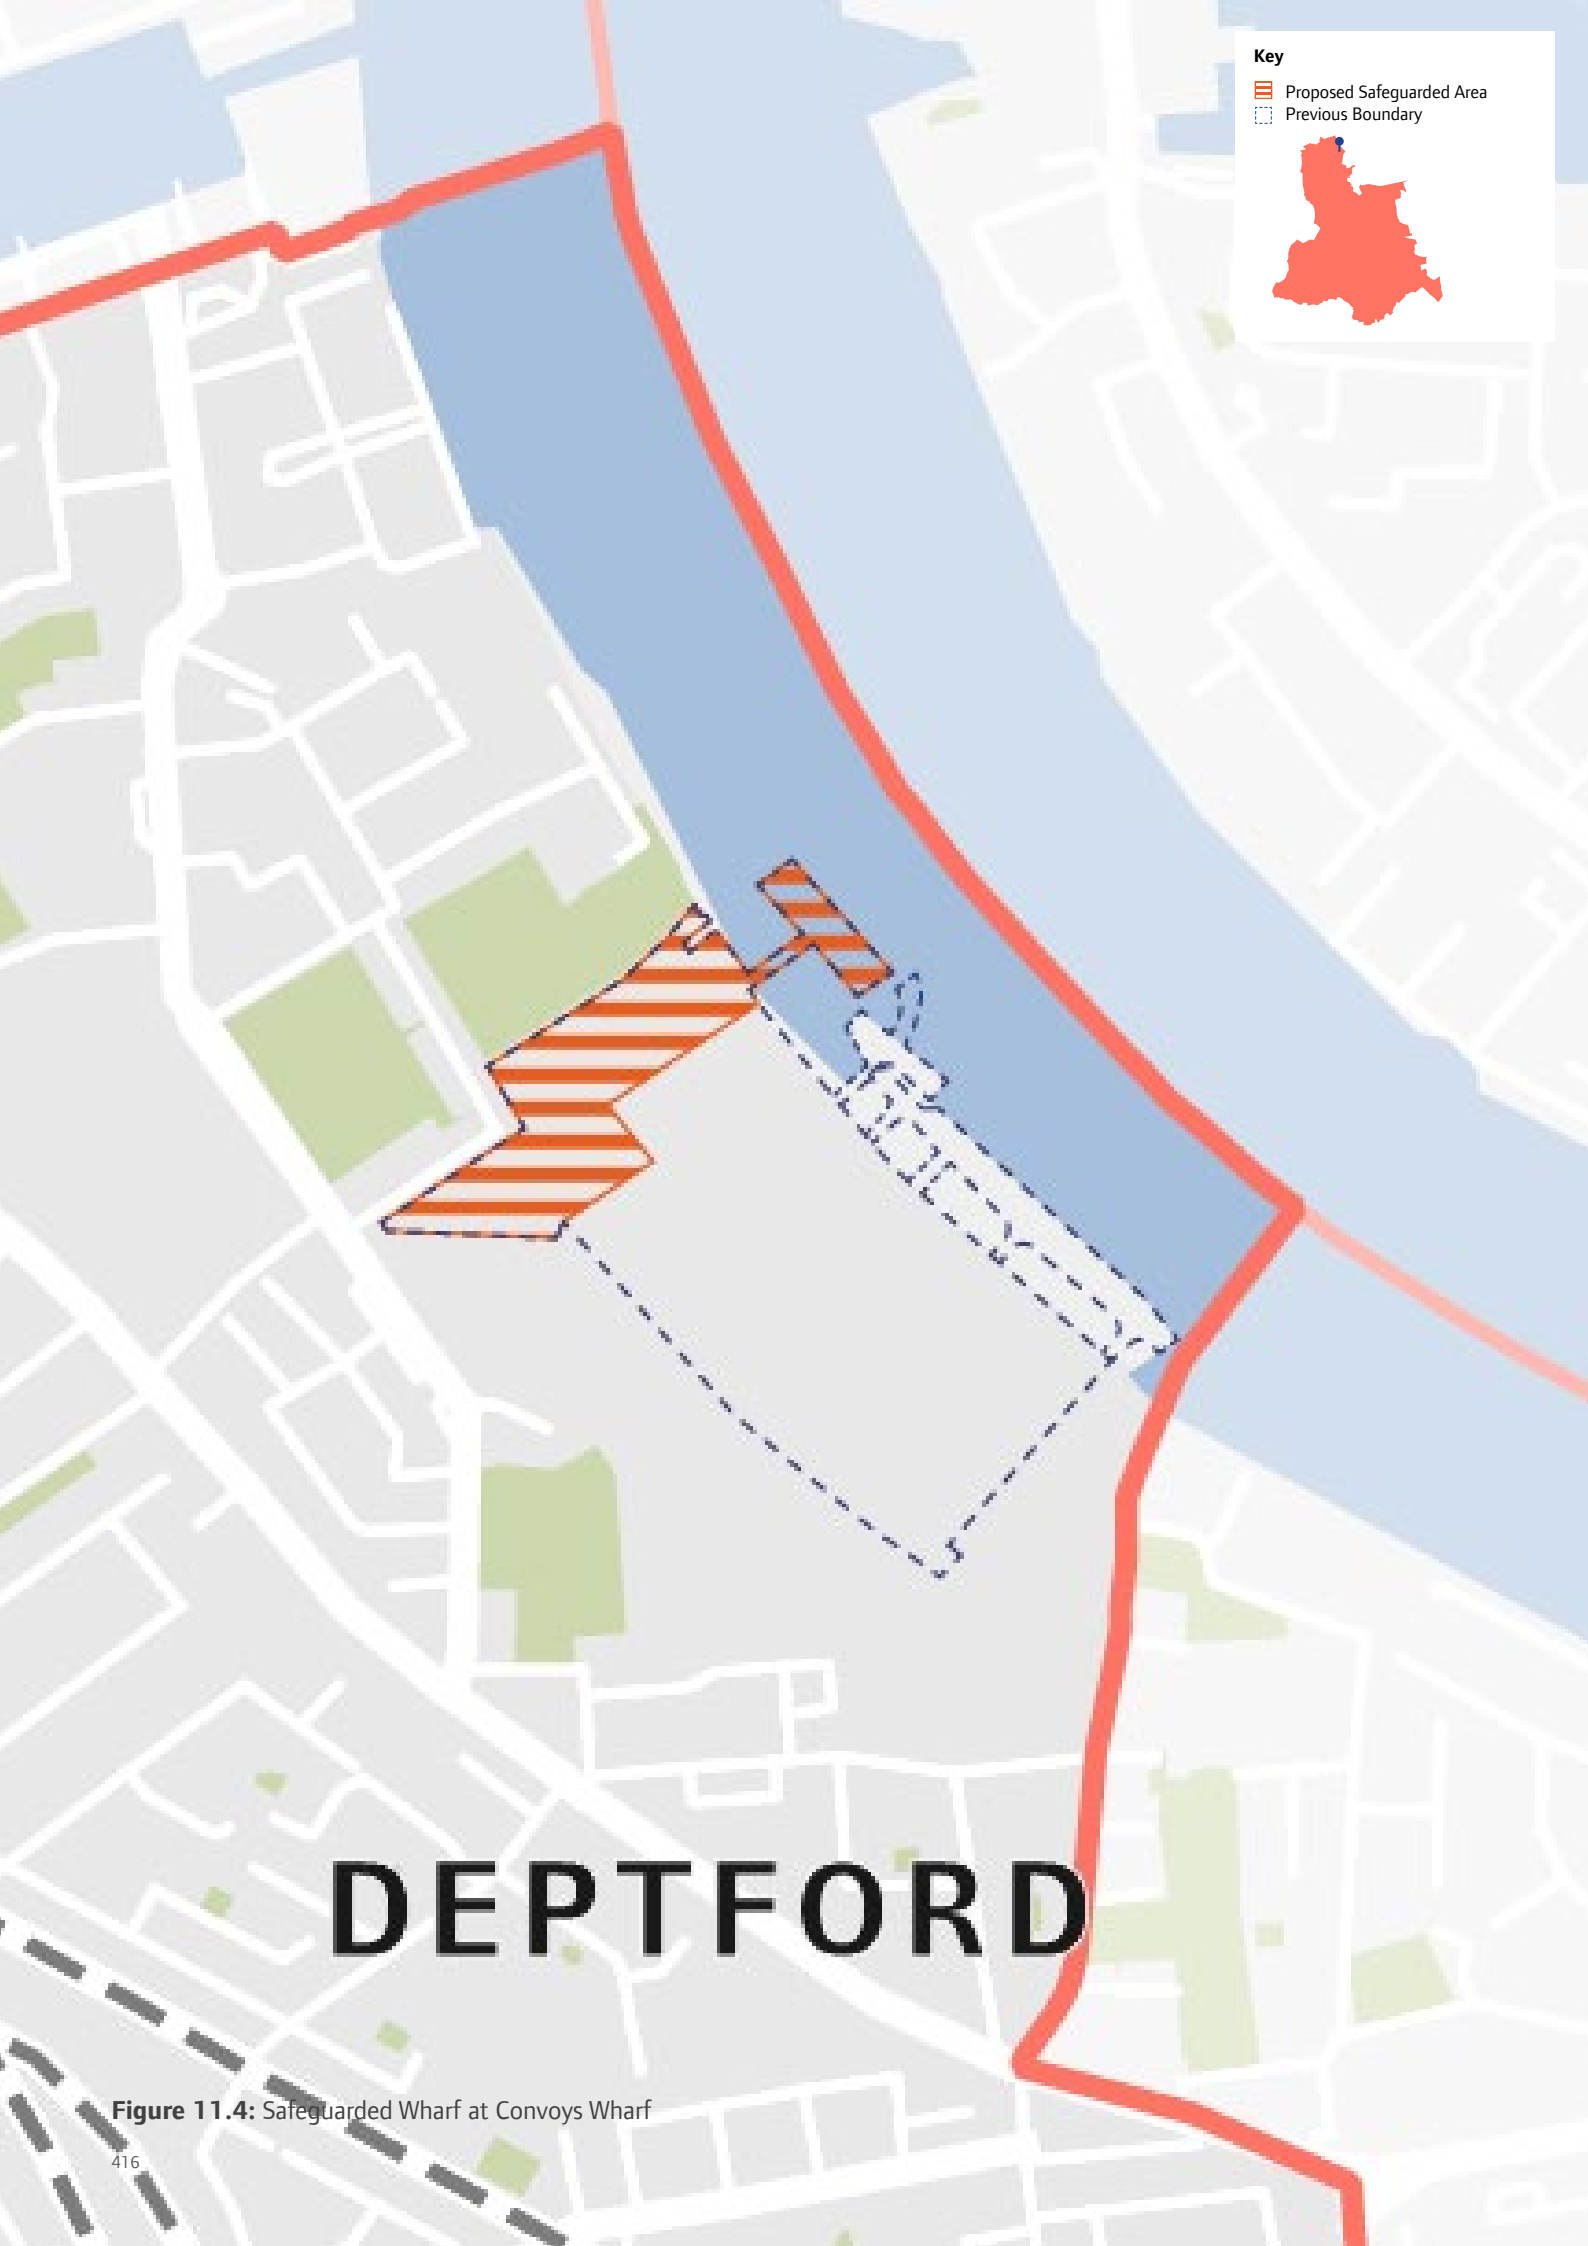 Key
Proposed Safeguarded Area
Previous Boundary
DEPTFORD
Figure 11.4: Safeguarded Wharf at Convoys Wharf
416